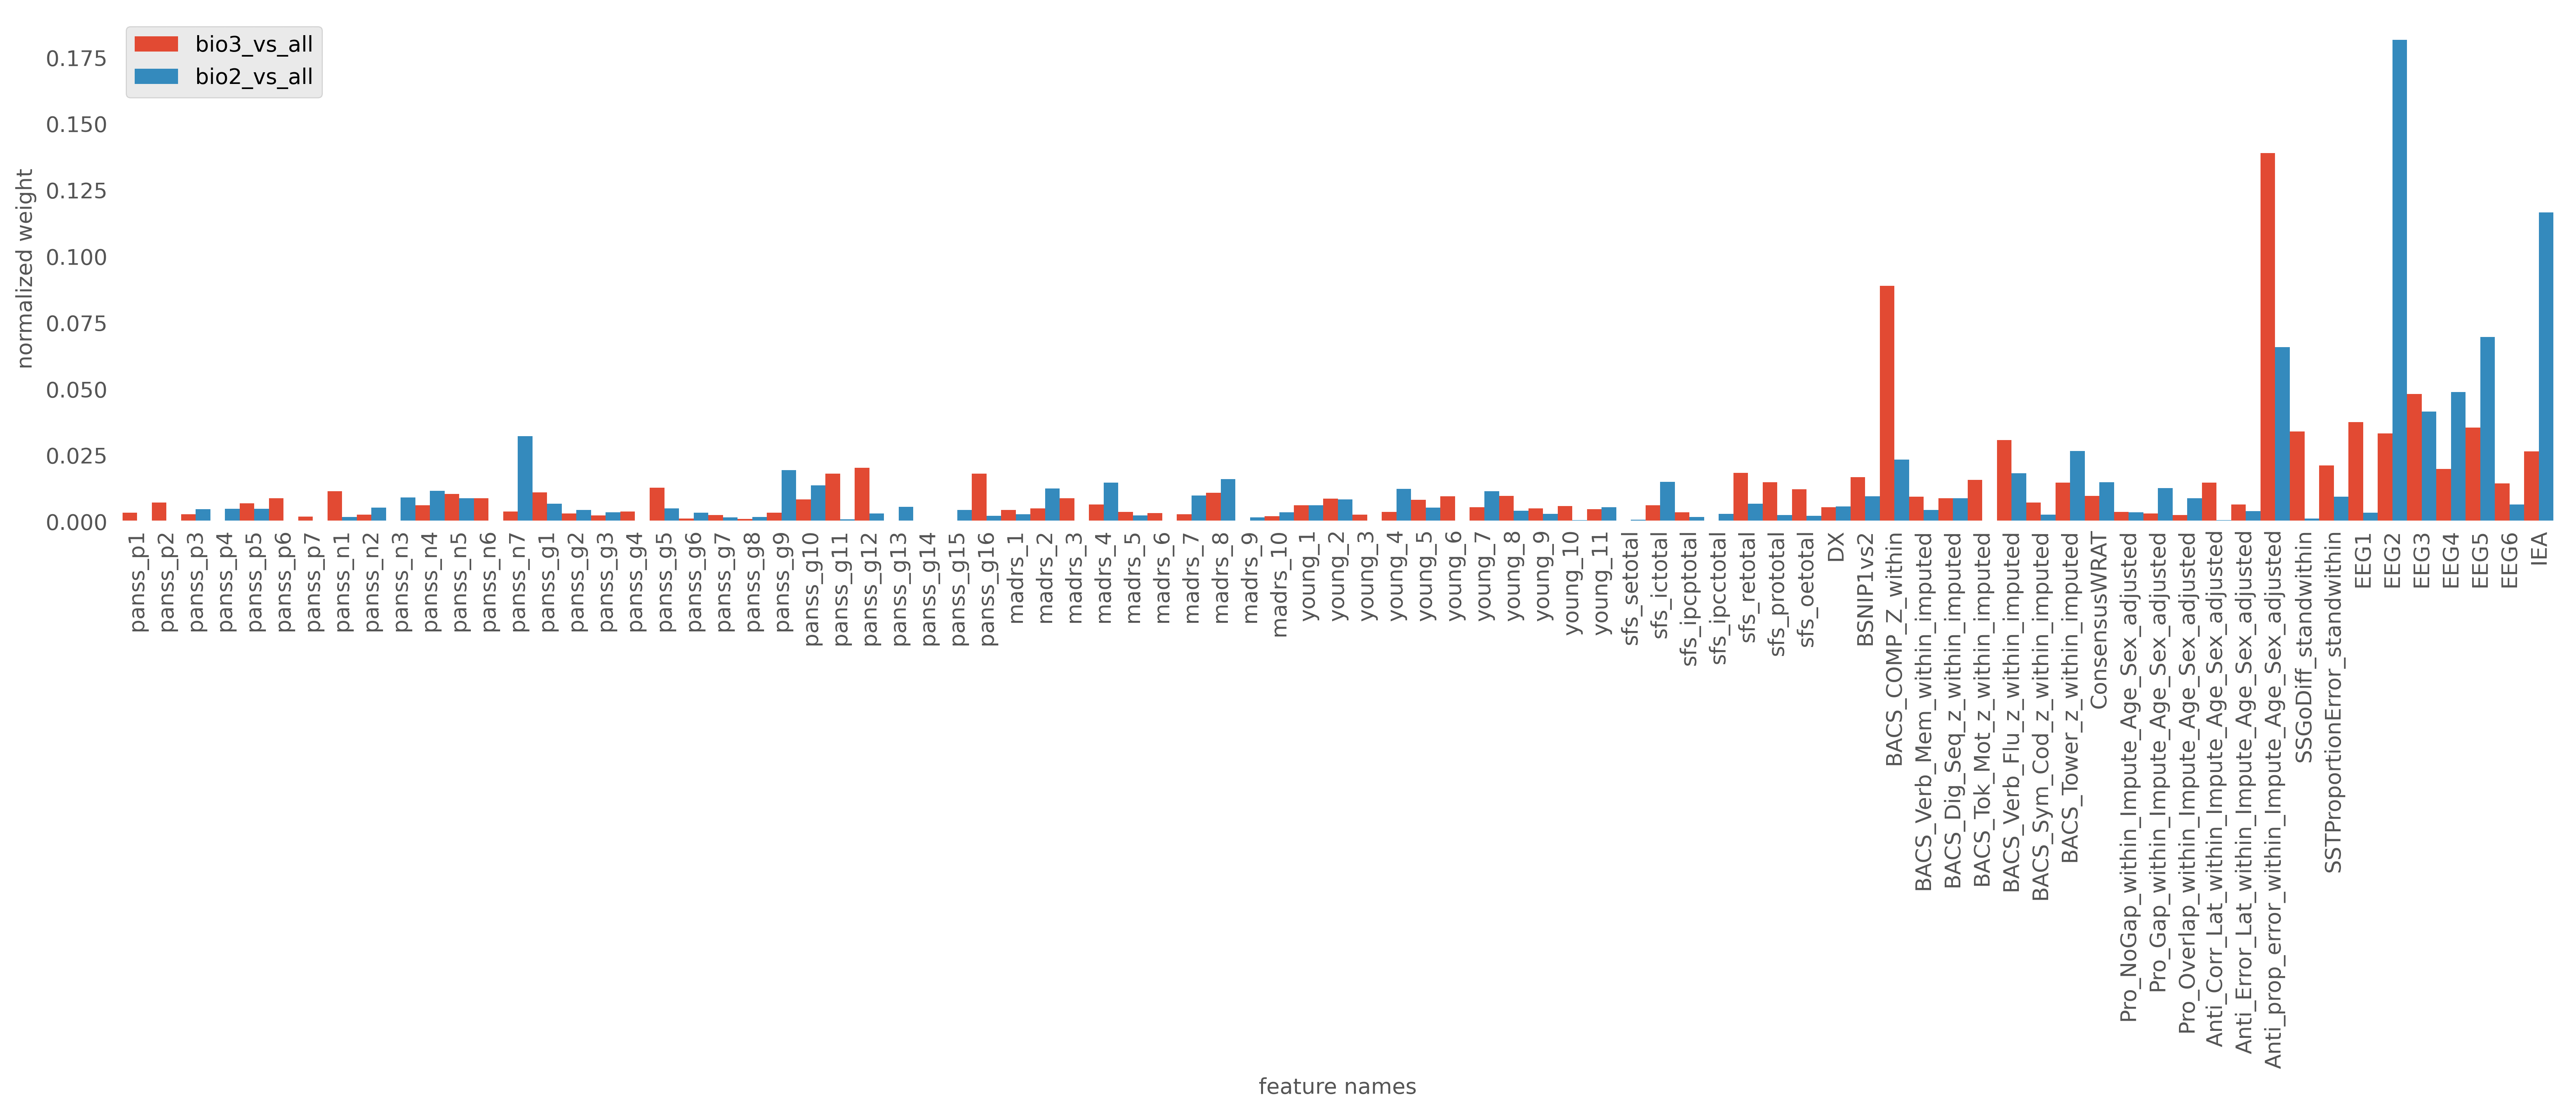 bio3_vs_all
bio2_vs_all
0.175
0.150
0.125
0.100
0.075
0.050
0.025
0.000
normalized weight
panss_p1
panss_p2
panss_p3
panss_p4
panss_p5
panss_p6
panss_p7
panss_n1
panss_n2
panss_n3
panss_n4
panss_n5
panss_n6
panss_n7
panss_g1
panss_g2
panss_g3
panss_g4
panss_g5
panss_g6
panss_g7
panss_g8
panss_g9
panss_g10
panss_g11
panss_g12
panss_g13
panss_g14
panss_g15
panss_g16
madrs_1
madrs_2
madrs_3
madrs_4
madrs_5
madrs_6
madrs_7
madrs_8
madrs_9
madrs_10
young_1
young_2
young_3
young_4
young_5
young_6
young_7
young_8
young_9
young_10
young_11
sfs_setotal
sfs_ictotal
sfs_ipcptotal
sfs_ipcctotal
sfs_retotal
sfs_prototal
sfs_oetotal
DX
BSNIP1vs2
BACS_COMP_Z_within
BACS_Verb_Mem_within_imputed
BACS_Dig_Seq_z_within_imputed
BACS_Tok_Mot_z_within_imputed
BACS_Verb_Flu_z_within_imputed
BACS_Sym_Cod_z_within_imputed
BACS_Tower_z_within_imputed
ConsensusWRAT
Pro_NoGap_within_Impute_Age_Sex_adjusted
Pro_Gap_within_Impute_Age_Sex_adjusted
Pro_Overlap_within_Impute_Age_Sex_adjusted
Anti_Corr_Lat_within_Impute_Age_Sex_adjusted
Anti_Error_Lat_within_Impute_Age_Sex_adjusted
Anti_prop_error_within_Impute_Age_Sex_adjusted
SSGoDiff_standwithin
SSTProportionError_standwithin
EEG1
EEG2
EEG3
EEG4
EEG5
EEG6
IEA
feature names